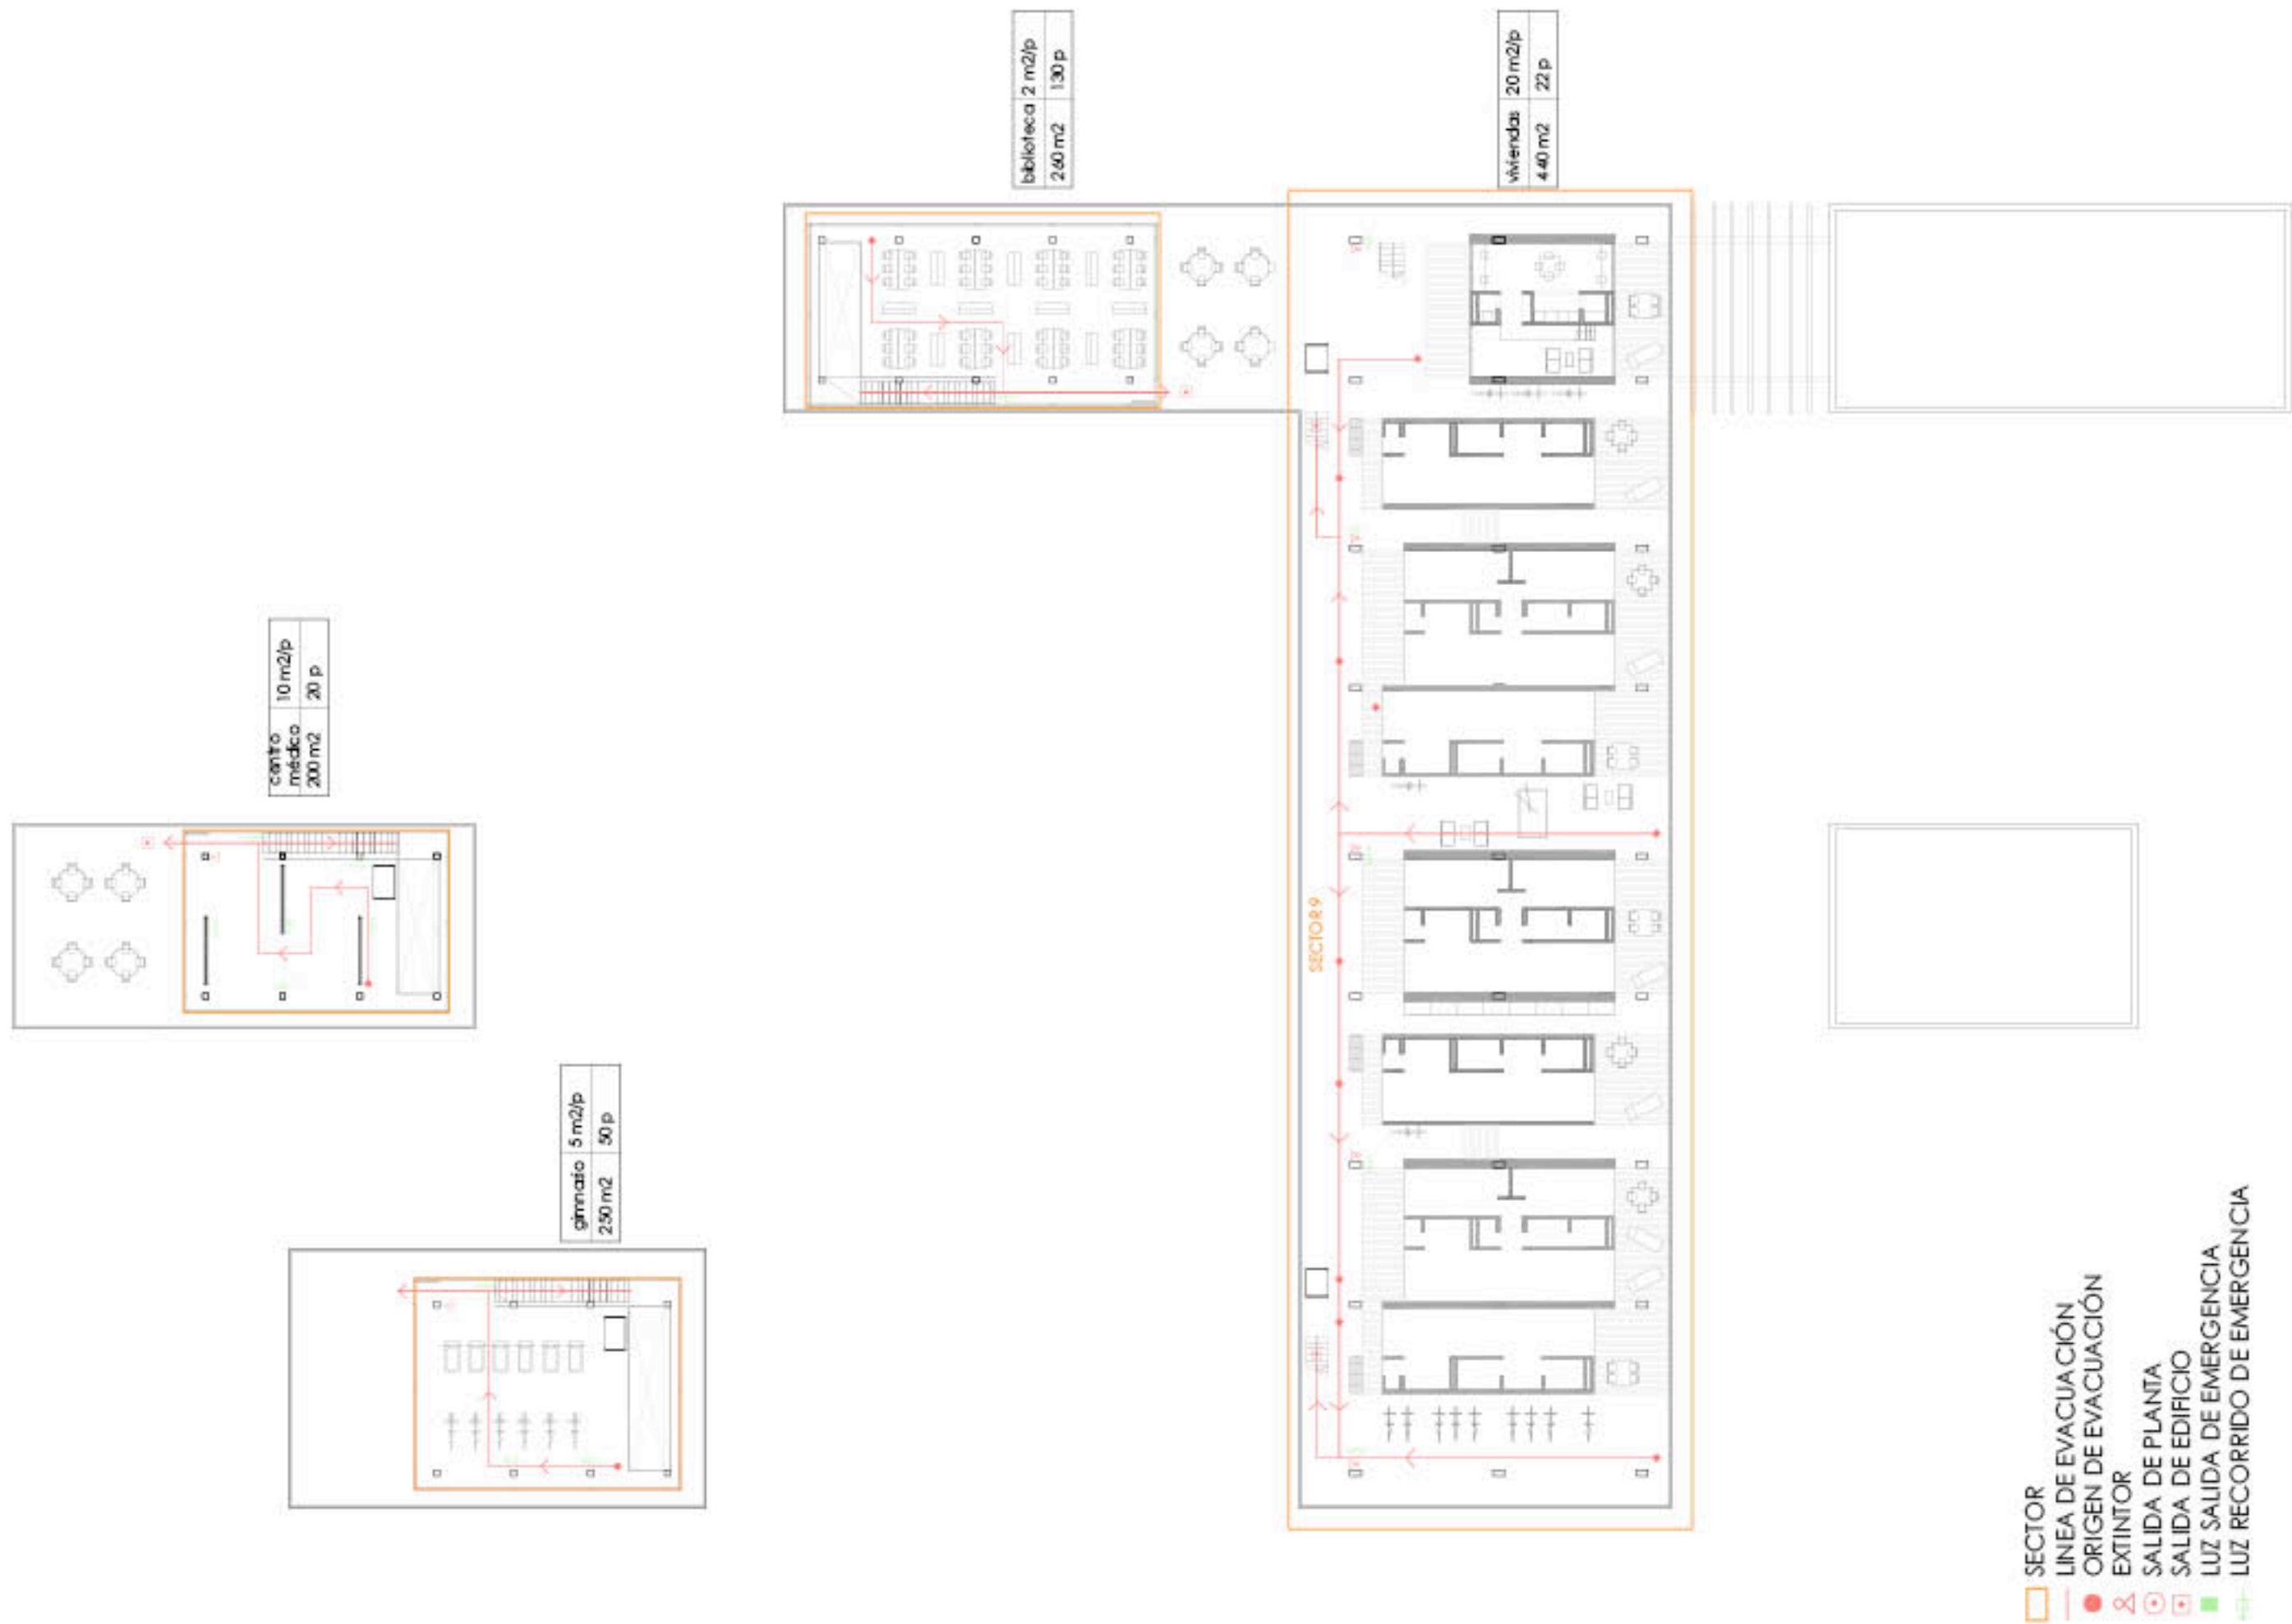 biblioteca 2 m2/p
260 m2 130 p
viviendas 20 m2/p
440 m2 22 p
centro médico 10 m2/p
200 m2 20 p
gimnasio 5 m2/p
250 m2 50 p
SECTOR 9
SECTOR
LINEA DE EVACUACIÓN
ORIGEN DE EVACUACIÓN
EXTINTOR
SALIDA DE PLANTA
SALIDA DE EDIFICIO
LUZ SALIDA DE EMERGENCIA
LUZ RECORRIDO DE EMERGENCIA